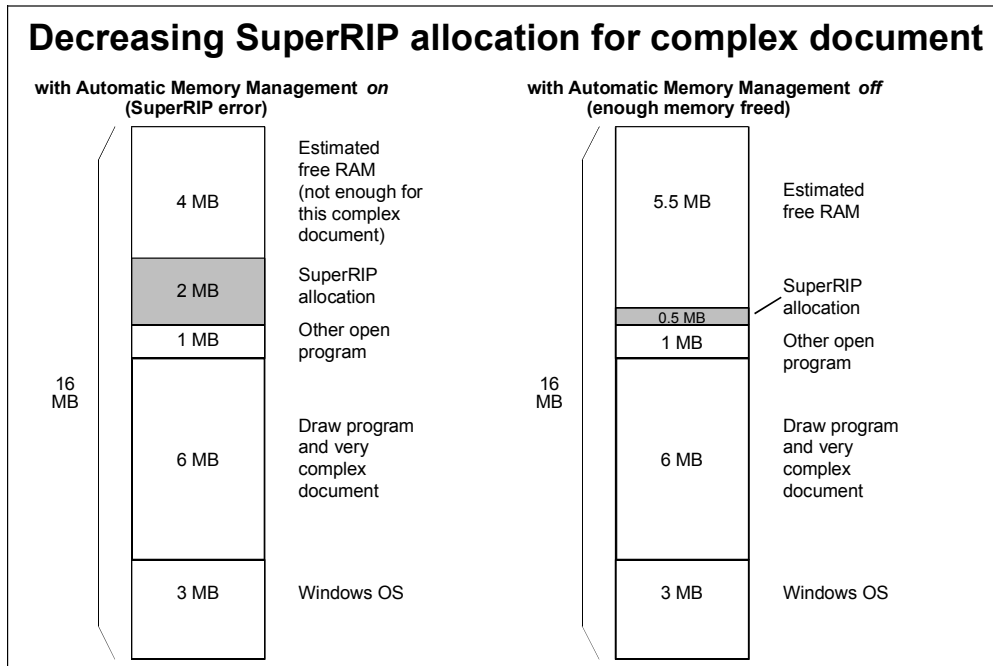 Decreasing SuperRIP allocation for complex document
with Automatic Memory Management on
(SuperRIP error)
4 MB
Estimated
free RAM
(not enough for
this complex
document)
2 MB
SuperRIP
allocation
1 MB
Other open
program
16
MB
6 MB
Draw program
and very
complex
document
3 MB
Windows OS
with Automatic Memory Management off
(enough memory freed)
5.5 MB
Estimated
free RAM
SuperRIP
allocation
0.5 MB
1 MB
Other open
program
16
MB
6 MB
Draw program
and very
complex
document
3 MB
Windows OS